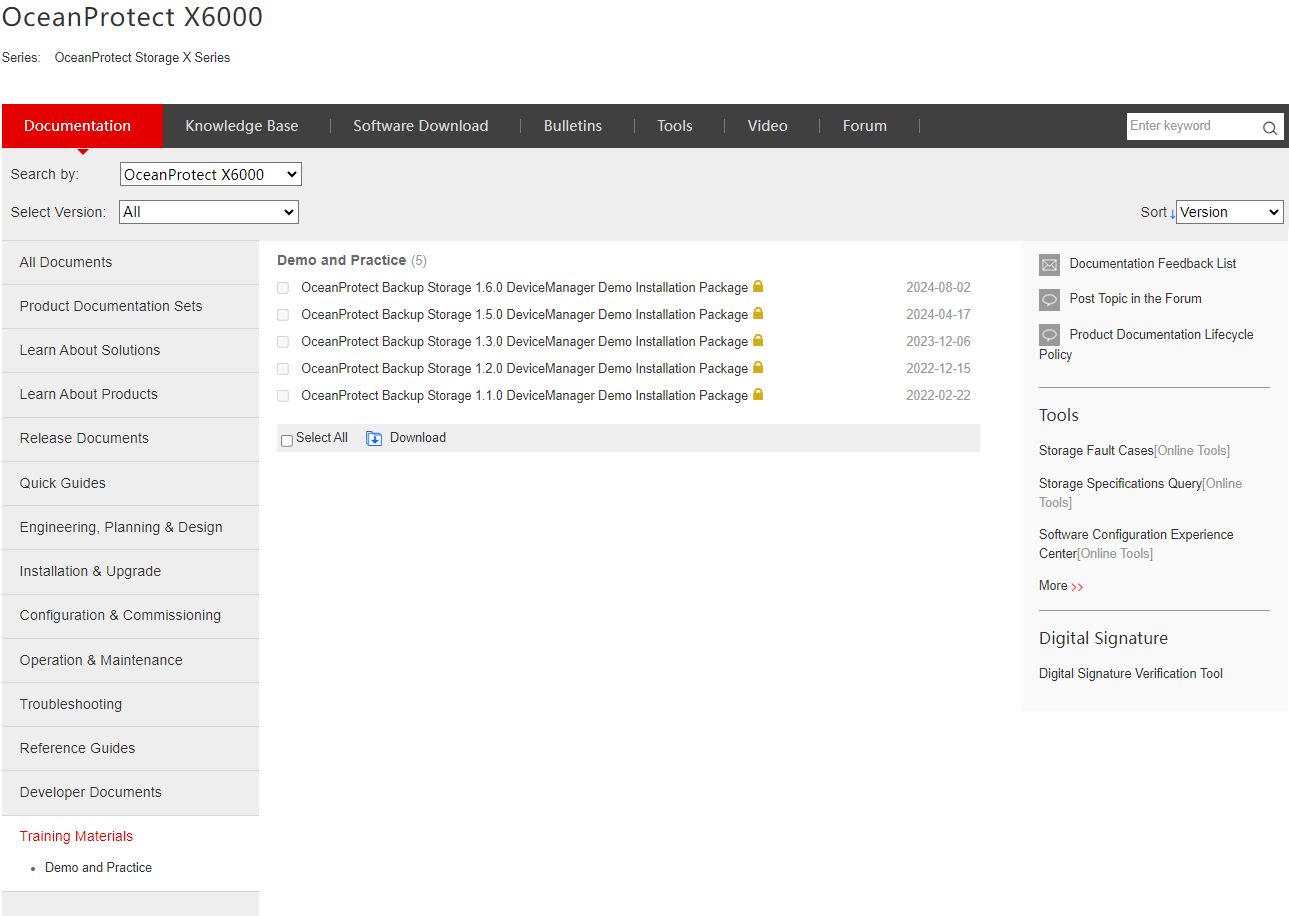 OceanProtect X6000
Series: OceanProtect Storage X Series
Documentation Knowledge Base Software Download Bulletins Tools Video Forum Enter keyword
Search by: OceanProtect X6000
Select Version: All Sort Version
All Documents
Product Documentation Sets
Learn About Solutions
Learn About Products
Release Documents
Quick Guides
Engineering, Planning & Design
Installation & Upgrade
Configuration & Commissioning
Operation & Maintenance
Troubleshooting
Reference Guides
Developer Documents
Training Materials
Demo and Practice
Demo and Practice (5)
OceanProtect Backup Storage 1.6.0 DeviceManager Demo Installation Package 2024-08-02
OceanProtect Backup Storage 1.5.0 DeviceManager Demo Installation Package 2024-04-17
OceanProtect Backup Storage 1.3.0 DeviceManager Demo Installation Package 2023-12-06
OceanProtect Backup Storage 1.2.0 DeviceManager Demo Installation Package 2022-12-15
OceanProtect Backup Storage 1.1.0 DeviceManager Demo Installation Package 2022-02-22
Select All Download
Documentation Feedback List
Post Topic in the Forum
Product Documentation Lifecycle
Policy
Tools
Storage Fault Cases[Online Tools]
Storage Specifications Query[Online
Tools]
Software Configuration Experience
Center[Online Tools]
More >>
Digital Signature
Digital Signature Verification Tool